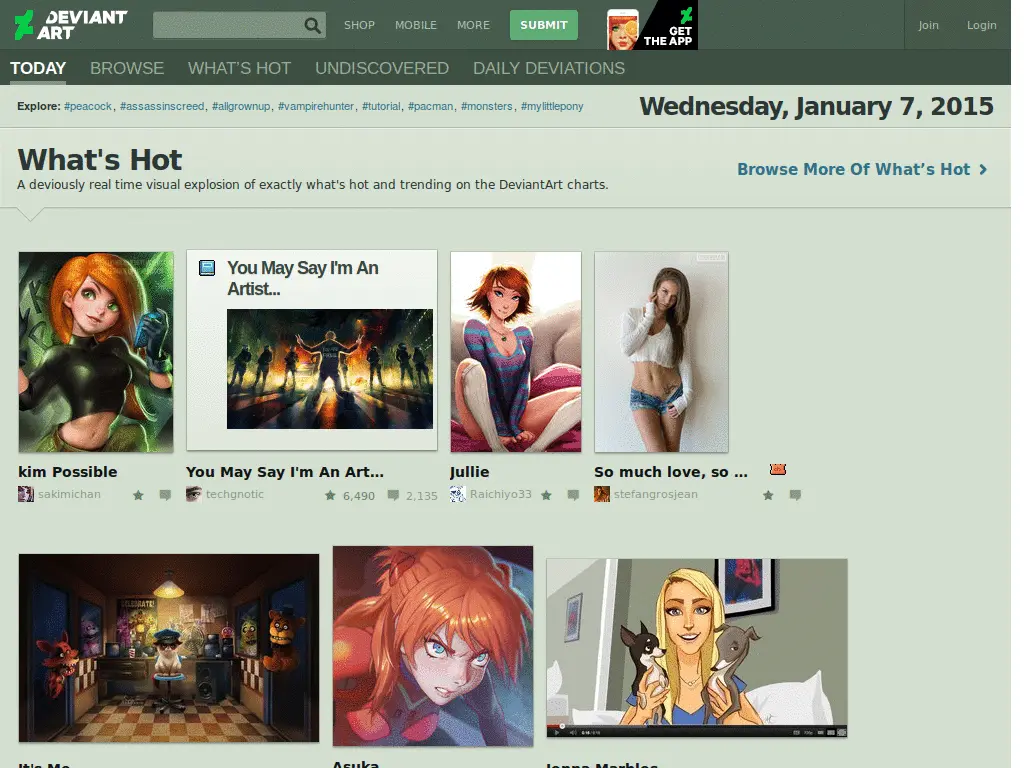 DEVIANT ART
SHOP
MOBILE
MORE
SUBMIT
GET THE APP
Join
Login
TODAY
BROWSE
WHAT'S HOT
UNDISCOVERED
DAILY DEVIATIONS
Explore: #peacock, #assassinscreed, #allgrownup, #vampirehunter, #tutorial, #pacman, #monsters, #mylittlepony
Wednesday, January 7, 2015
What's Hot
A deviously real time visual explosion of exactly what's hot and trending on the DeviantArt charts.
Browse More Of What’s Hot
You May Say I'm An
Artist...
kim Possible
You May Say I'm An Art...
Jullie
So much love, so ...
sakimichan
techgnotic
6,490
2,135
Raichiyo33
stefangrosjean
CELEBRATE!
It's Me
Asuka
Jenna Marbles